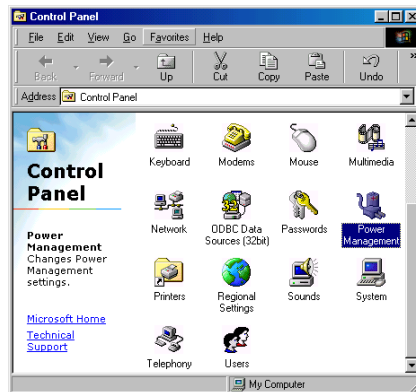 Control Panel
File Edit View Go Favorites Help
Back Forward Up Cut Copy Paste Undo »
Address Control Panel
Control
Panel
Power
Management
Changes Power
Management
settings.
Microsoft Home
Technical
Support
Keyboard Modems Mouse Multimedia
Network ODBC Data Sources (32bit) Passwords Power Management
Printers Regional Settings Sounds System
Telephony Users
My Computer